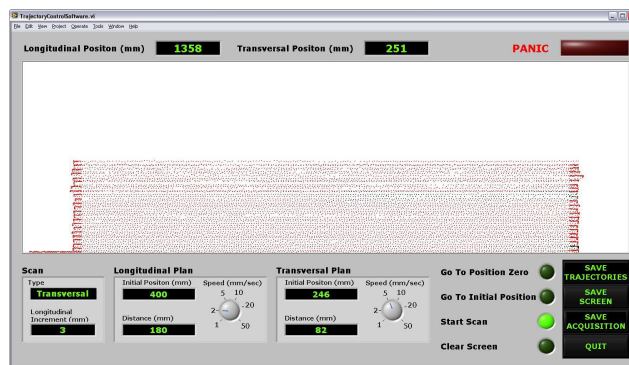 TrajectoryControlSoftware.vi
File Edit View Project Operate Tools Window Help
Longitudinal Positon (mm) 1358 Transversal Positon (mm) 251 PANIC
Scan Longitudinal Plan Transversal Plan
Type Initial Positon (mm) Speed (mm/sec) Initial Positon (mm) Speed (mm/sec)
Transversal 400 246
5 10 5 10
2- -20 2- -20
1 50 1 50
Longitudinal Increment (mm) Distance (mm) Distance (mm)
3 180 82
Go To Position Zero
Go To Initial Position
Start Scan
Clear Screen
SAVE
TRAJECTORIES
SAVE
SCREEN
SAVE
ACQUISITION
QUIT